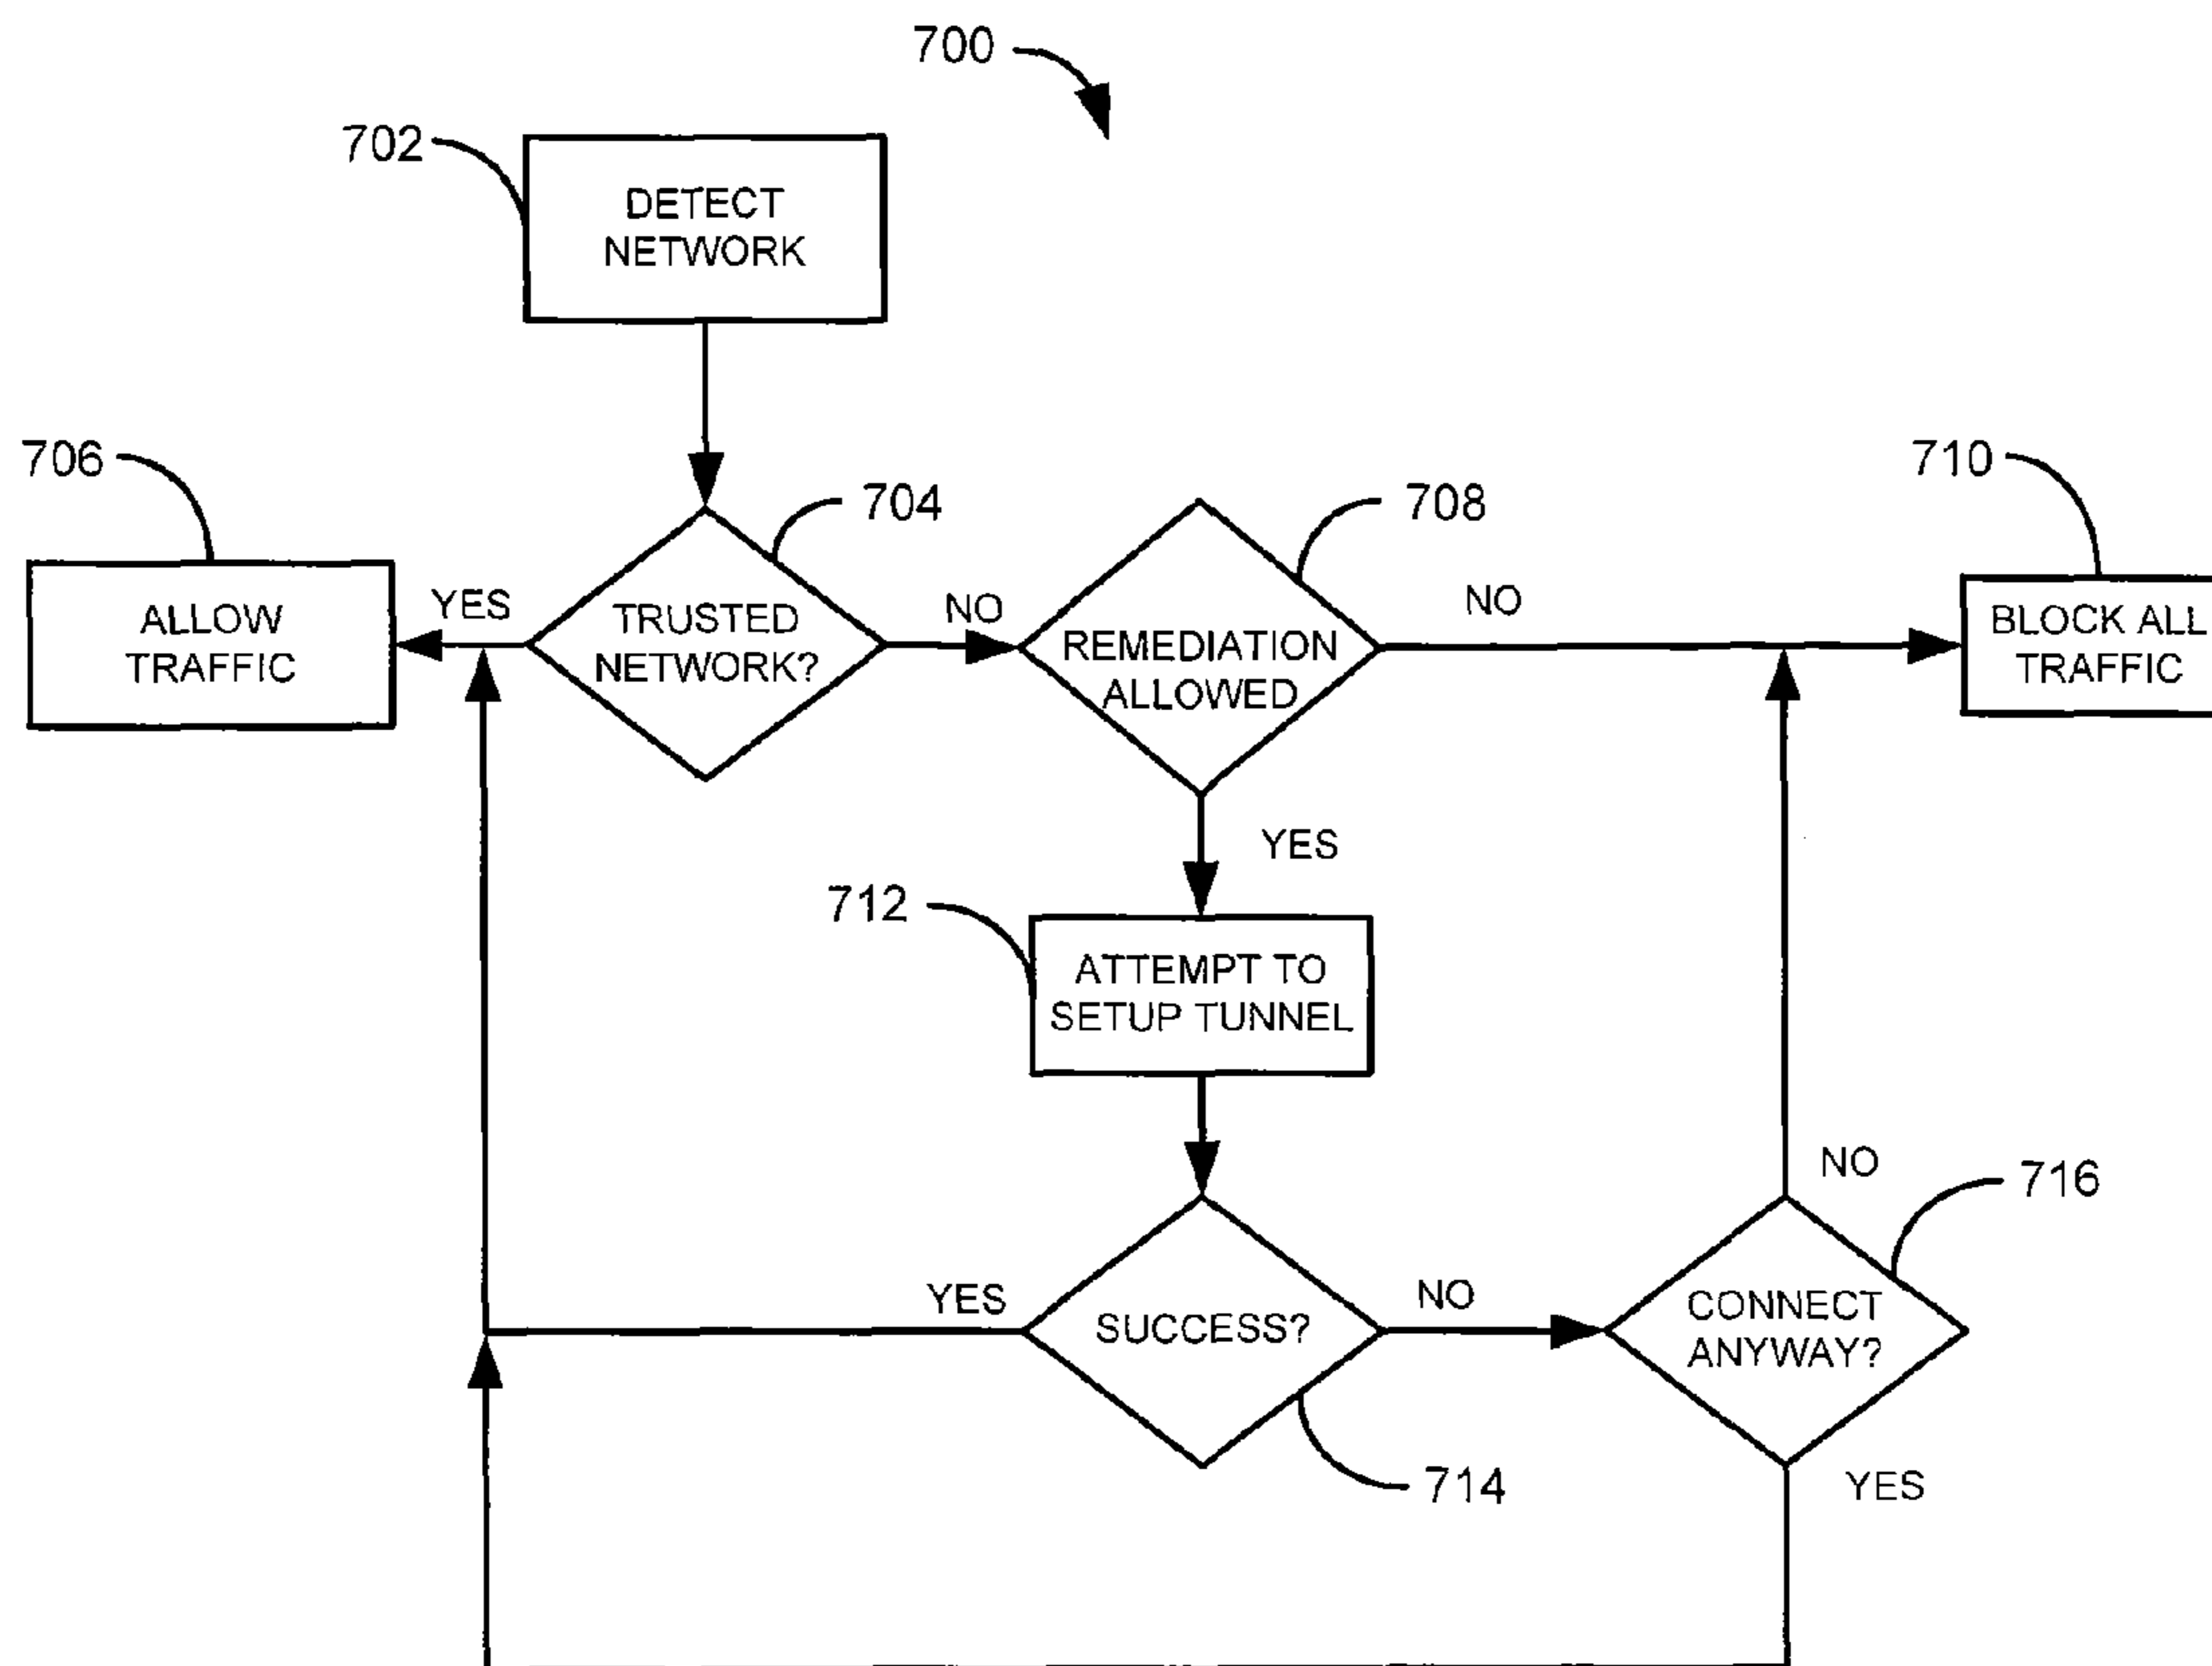 700
702
DETECT
NETWORK
706
704
708
710
ALLOW
TRAFFIC
YES
TRUSTED
NETWORK?
NO
REMEDIATION
ALLOWED
NO
BLOCK ALL
TRAFFIC
YES
712
ATTEMPT TO
SETUP TUNNEL
NO
716
YES
SUCCESS?
NO
CONNECT
ANYWAY?
714
YES